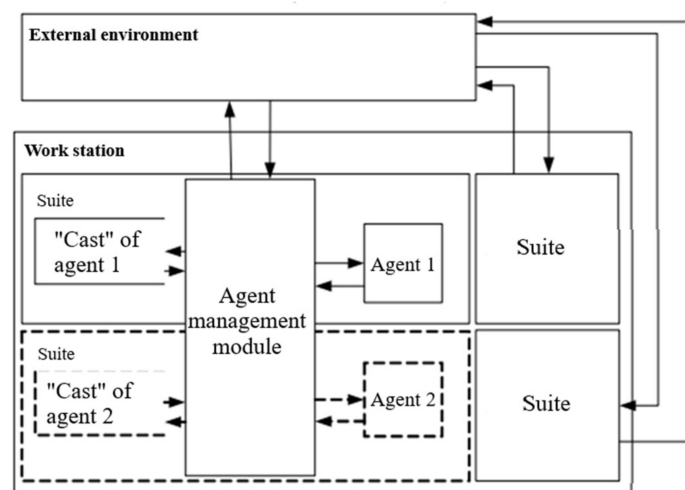 External environment
Work station
Suite
"Cast" of
agent 1
Agent 1
Suite
Agent
management
module
Suite
"Cast" of
agent 2
Agent 2
Suite